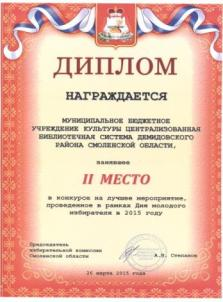 ДИПЛОМ
НАГРАЖДАЕТСЯ
МУНИЦИПАЛЬНОЕ БЮДЖЕТНОЕ
УЧРЕЖДЕНИЕ КУЛЬТУРЫ ЦЕНТРАЛИЗОВАННАЯ
БИБЛИОТЕЧНАЯ СИСТЕМА ДЕМИДОВСКОГО
РАЙОНА СМОЛЕНСКОЙ ОБЛАСТИ,
занявшее
II МЕСТО
в конкурсе на лучшее мероприятие,
проведенное в рамках Дня молодого
избирателя в 2015 году
Председатель
избирательной комиссии
Смоленской области
А.Н. Степанов
26 марта 2015 года